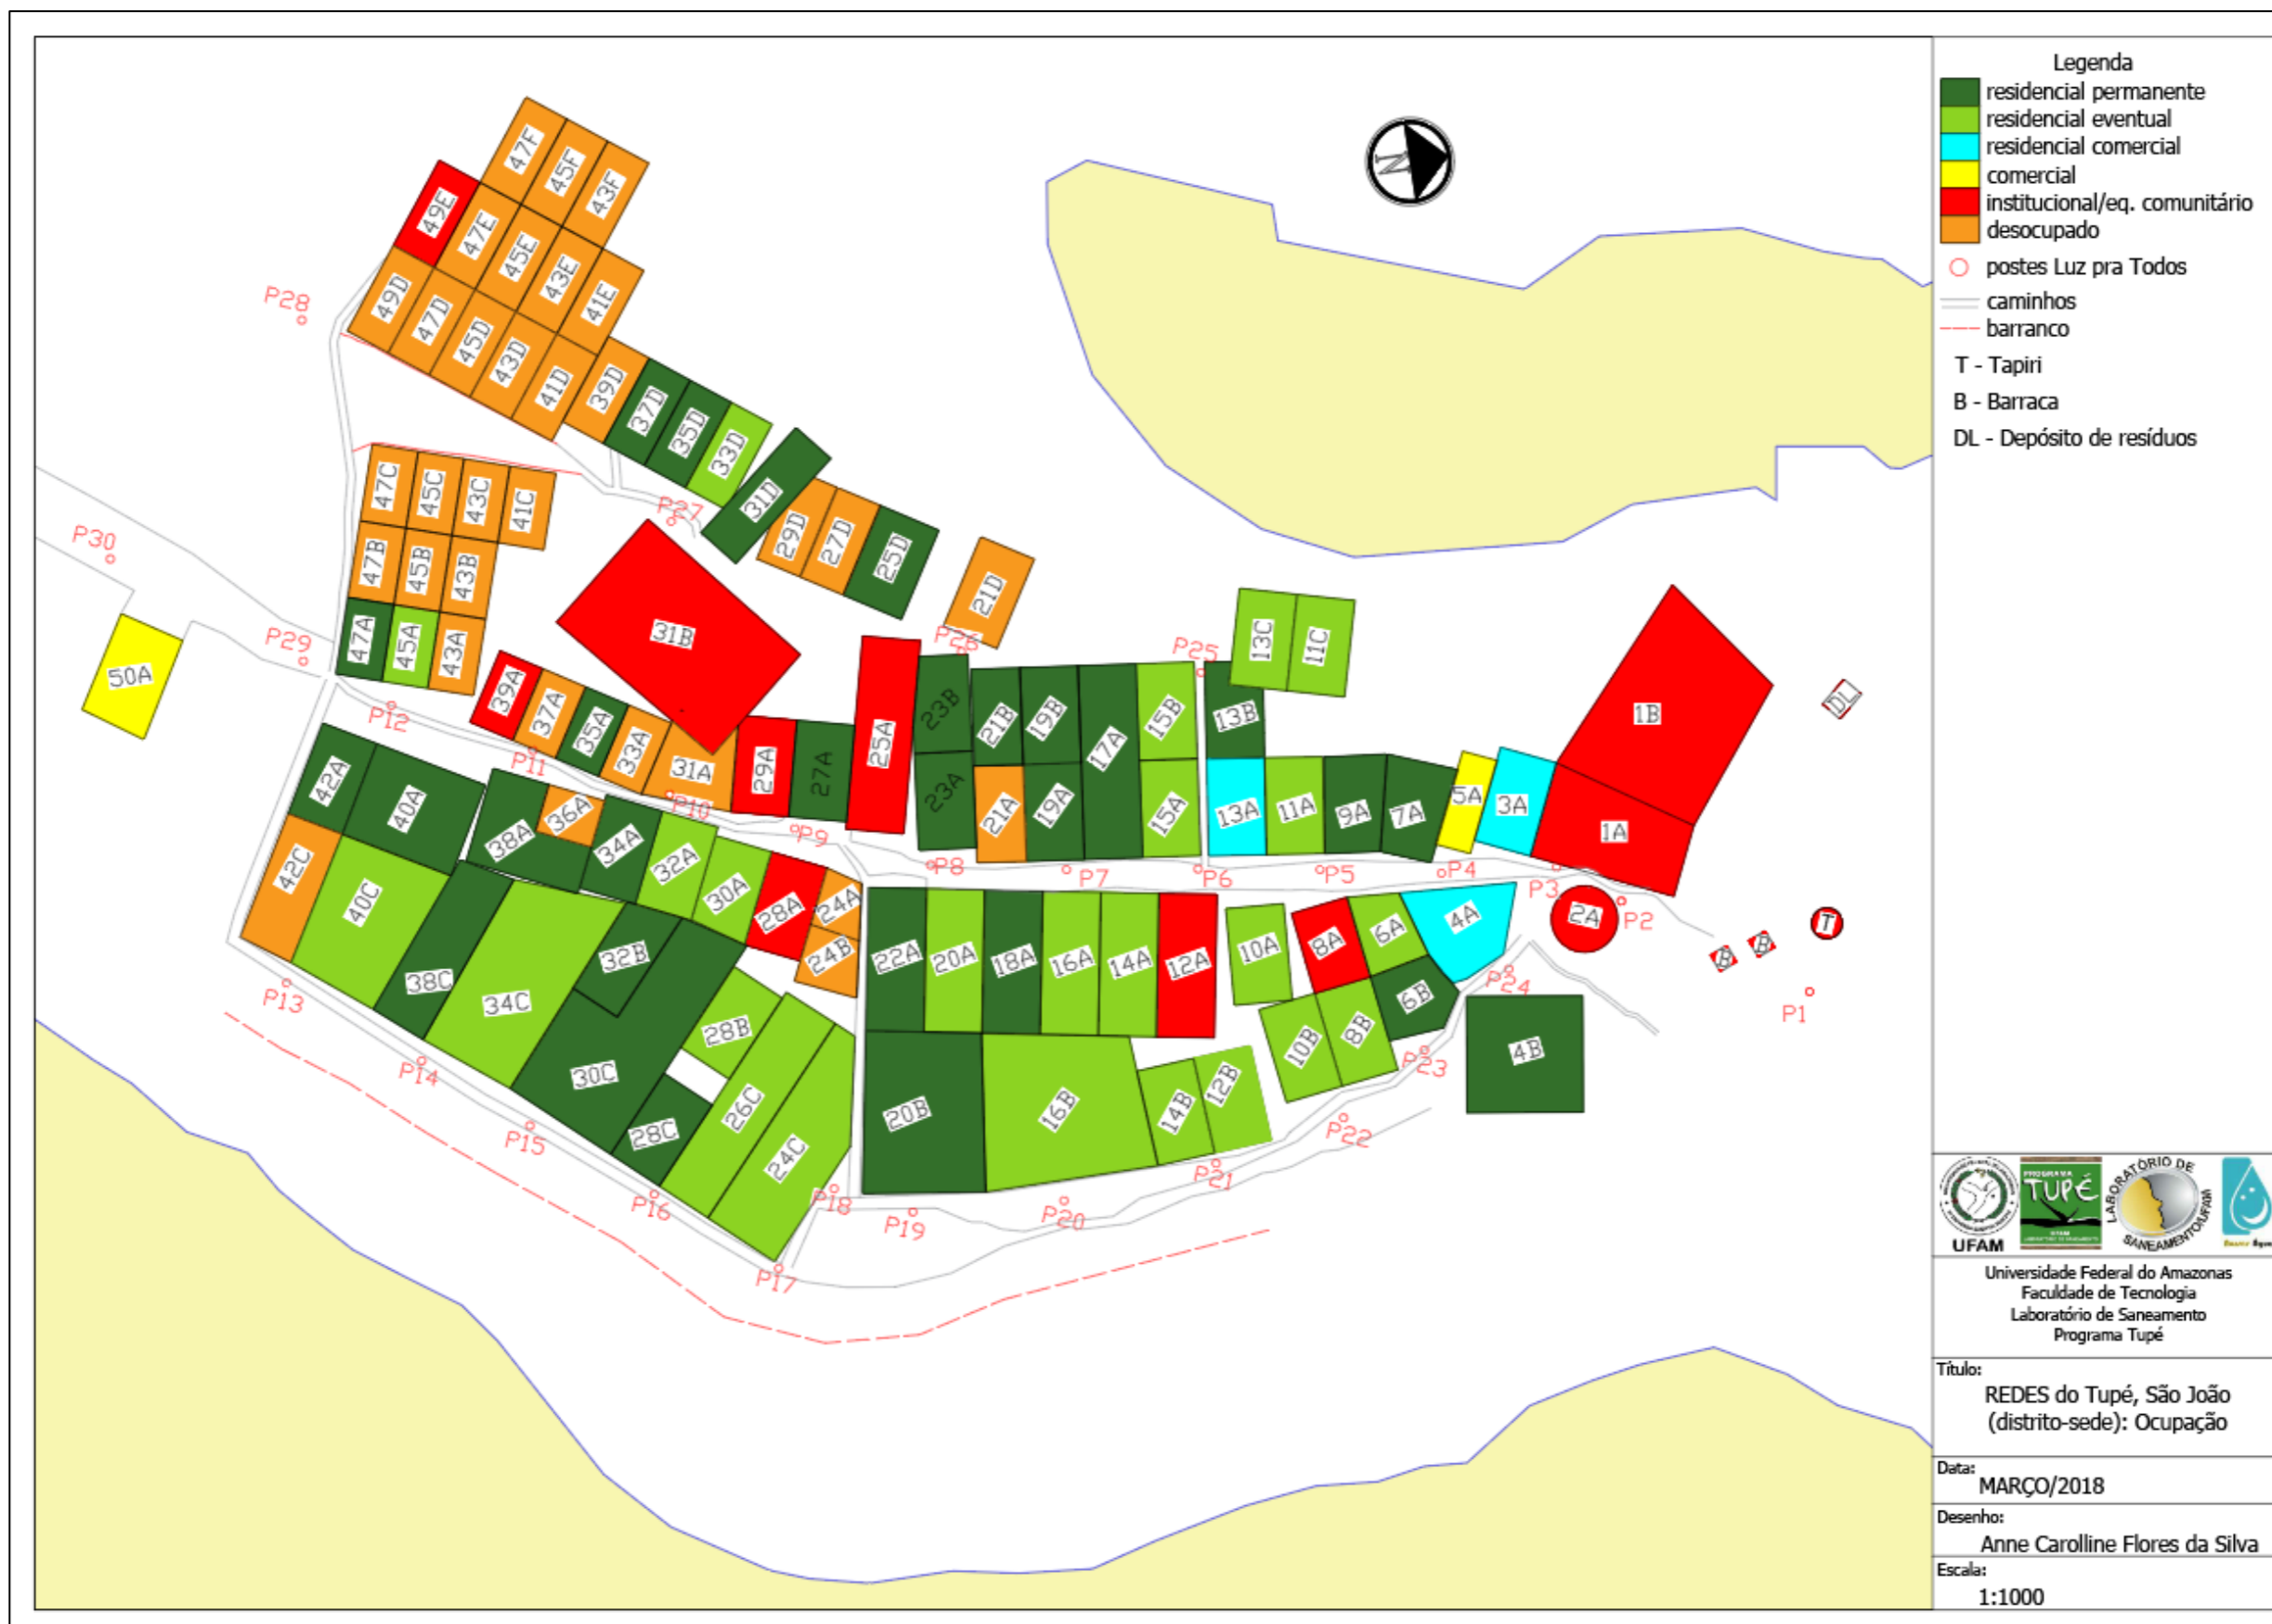 Legenda
residencial permanente
residencial eventual
residencial comercial
comercial
institucional/eq. comunitário
desocupado
postes Luz pra Todos
caminhos
barranco
T - Tapiri
B - Barraca
DL - Depósito de resíduos
N
47F
45F
43F
49E
47E
45E
43E
41E
49D
47D
45D
43D
41D
39D
37D
35D
33D
31D
29D
27D
25D
21D
P28
P27
P30
P29
P26
P25
47C
45C
43C
41C
47B
45B
43B
47A
45A
43A
50A
31B
13C
11C
39A
37A
35A
33A
31A
29A
27A
25A
23B
23A
21B
19B
17A
15B
13B
21A
19A
15A
13A
11A
9A
7A
5A
3A
1B
1A
DL
P12
P11
P10
P9
P8
P7
P6
P5
P4
P3
P2
P1
42A
40A
38A
36A
34A
32A
30A
28A
24A
24B
22A
20A
18A
16A
14A
12A
10A
8A
6A
4A
2A
B
B
T
42C
40C
38C
34C
32B
30C
28B
28C
26C
24C
20B
16B
14B
12B
10B
8B
6B
4B
P13
P14
P15
P16
P17
P18
P19
P20
P21
P22
P23
P24
UFAM
PROGRAMA
TUPÉ
UFAM
LABORATÓRIO DE
SANEAMENTO/UFAM
Universidade Federal do Amazonas
Faculdade de Tecnologia
Laboratório de Saneamento
Programa Tupé
Título:
REDES do Tupé, São João
(distrito-sede): Ocupação
Data:
MARÇO/2018
Desenho:
Anne Carolline Flores da Silva
Escala:
1:1000